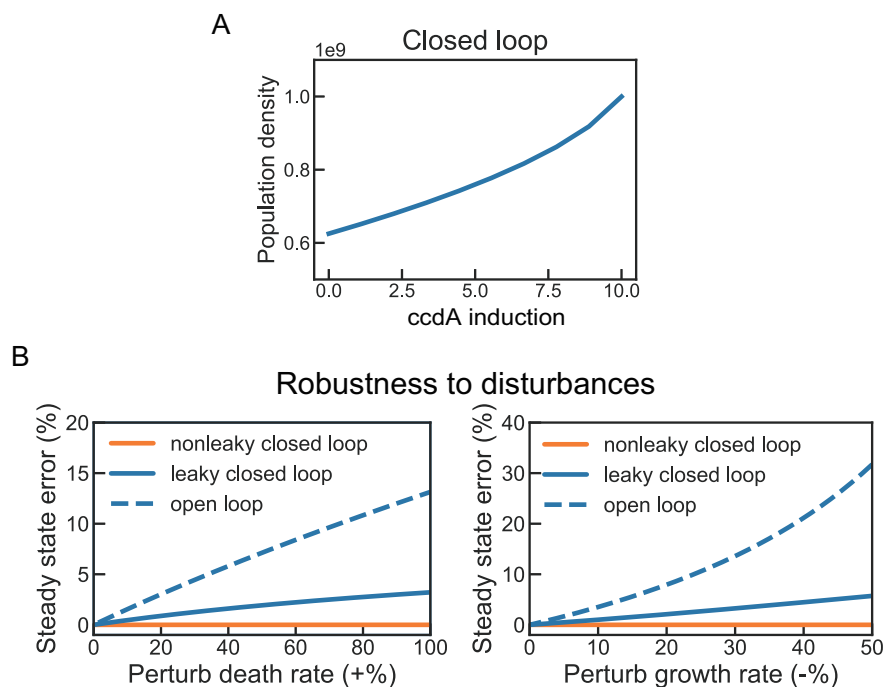 A
Closed loop
1e9
Population density
1.0
0.8
0.6
0.0 2.5 5.0 7.5 10.0
ccdA induction
B
Robustness to disturbances
Steady state error (%)
20
15
10
5
0
nonleaky closed loop
leaky closed loop
open loop
0 20 40 60 80 100
Perturb death rate (+%)
Steady state error (%)
40
30
20
10
0
nonleaky closed loop
leaky closed loop
open loop
0 10 20 30 40 50
Perturb growth rate (-%)